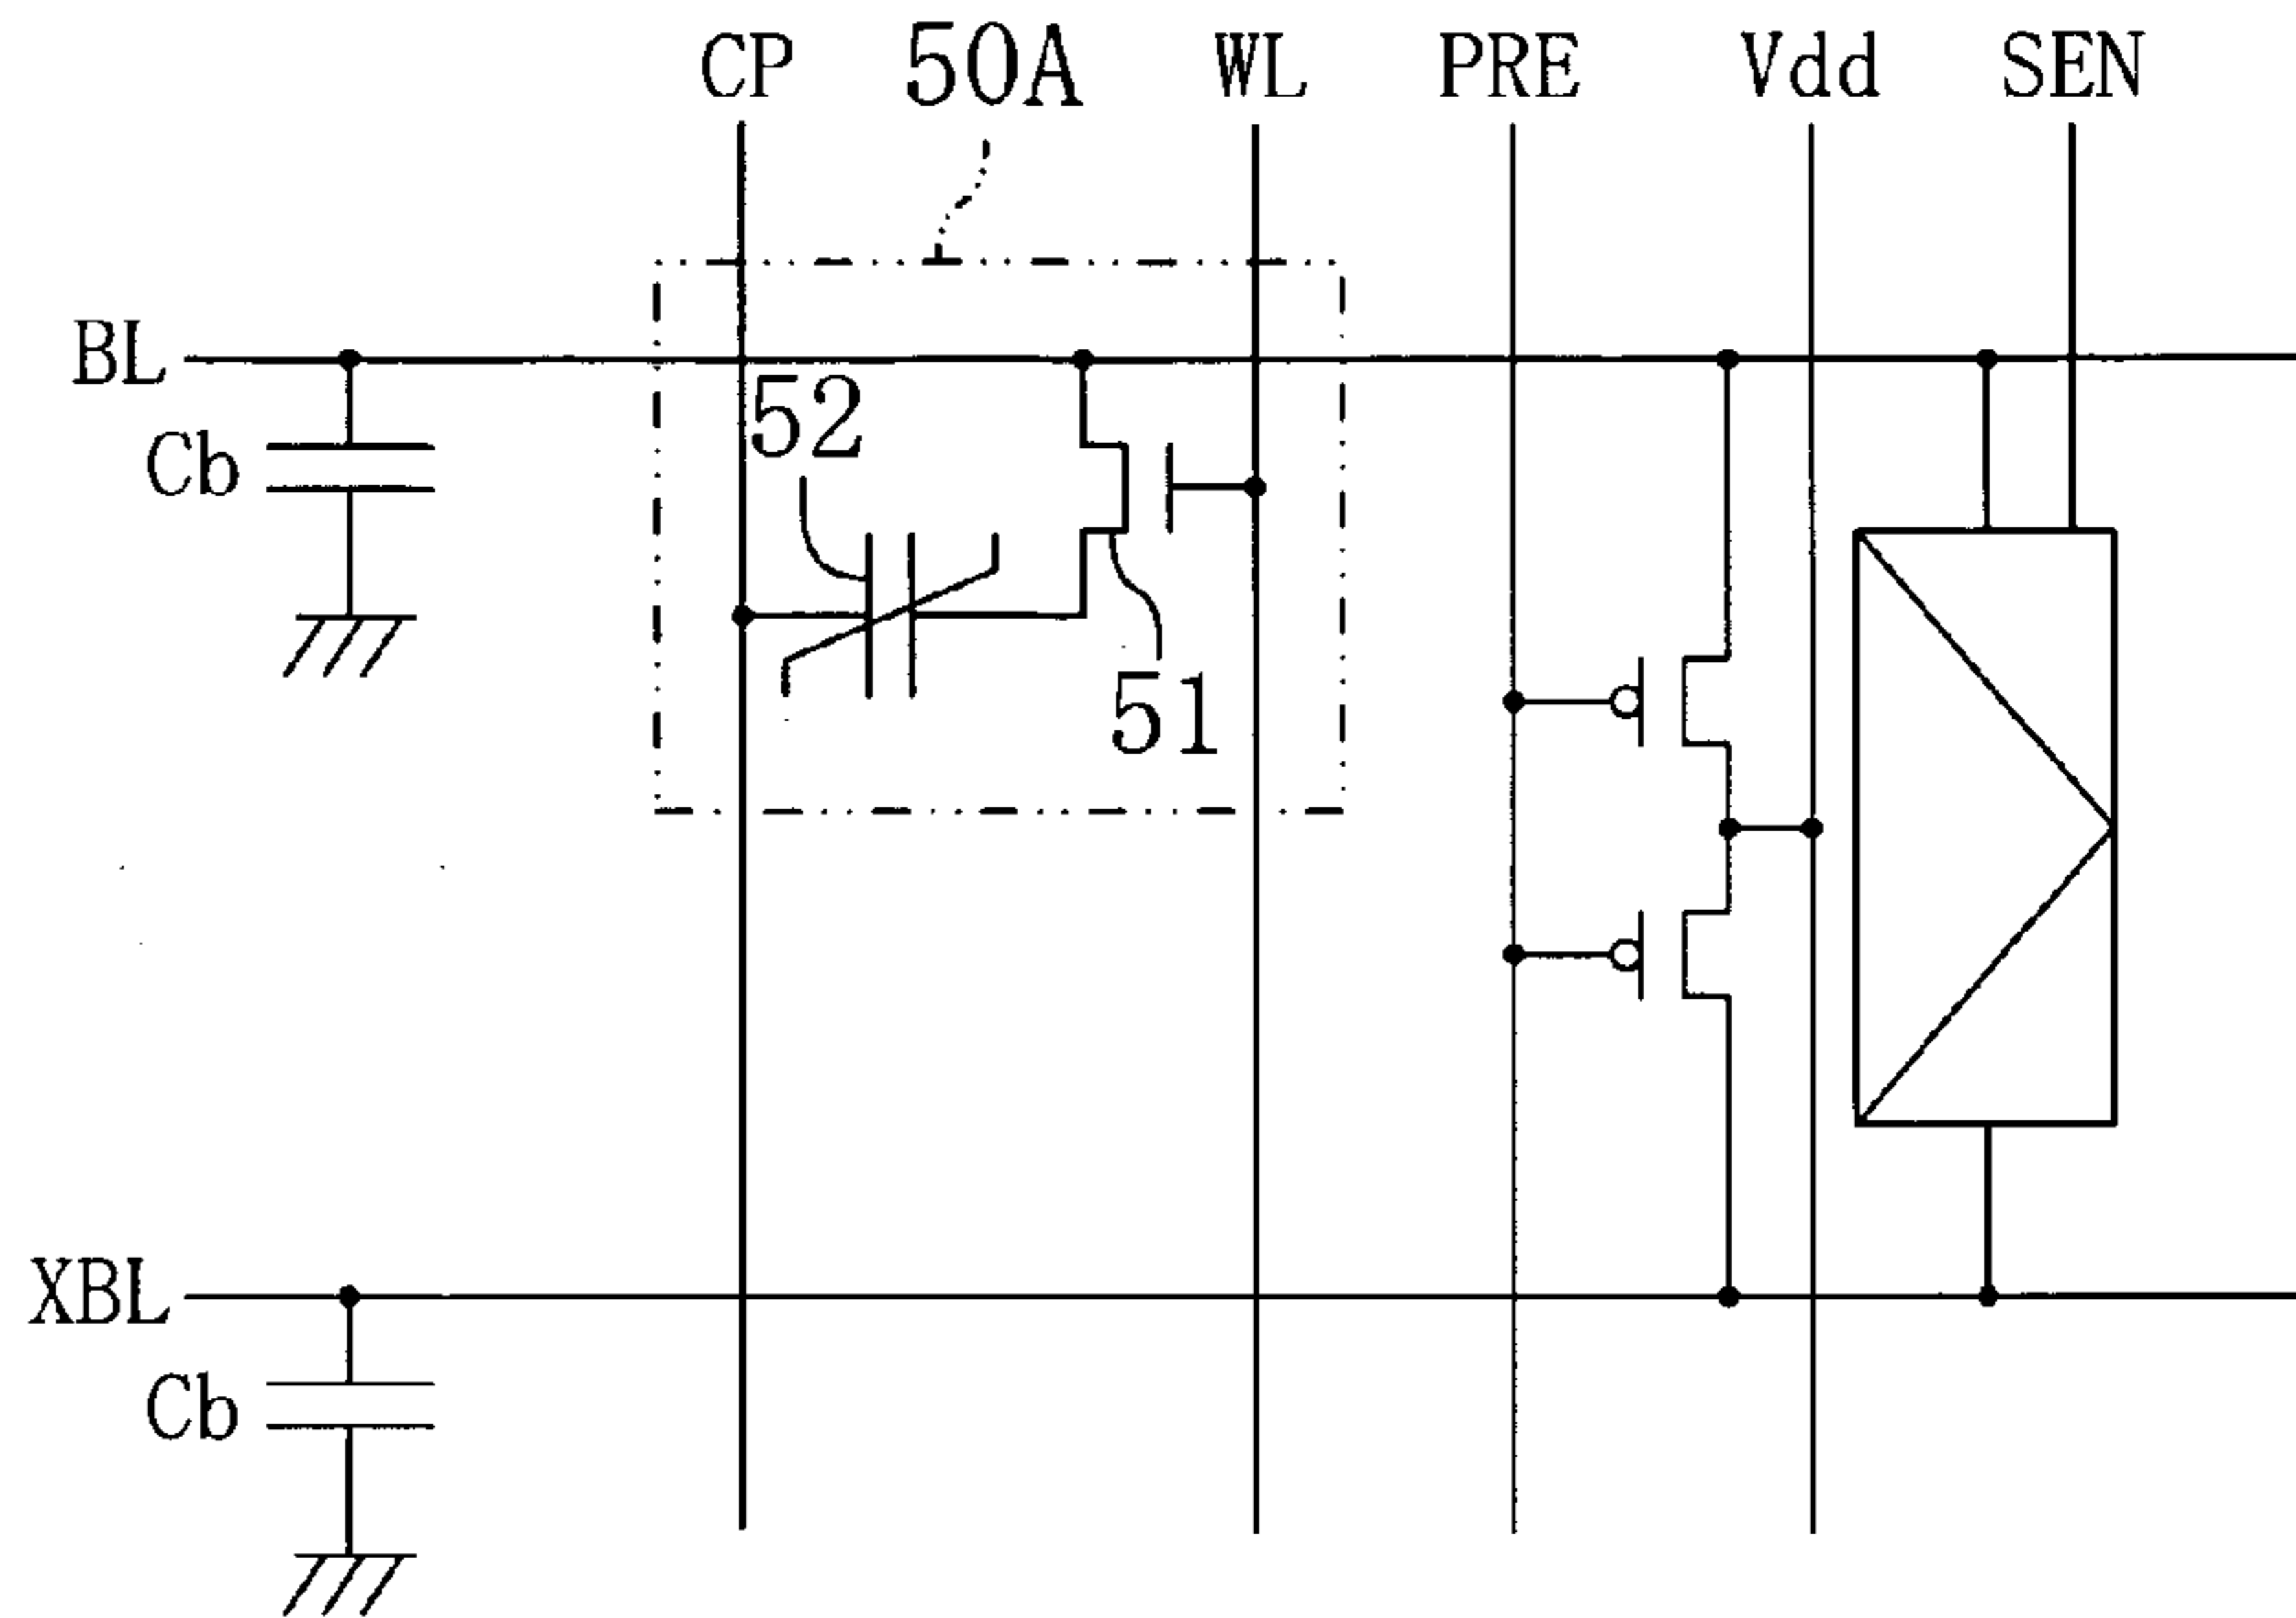 CP 50A WL PRE Vdd SEN
BL
52
Cb
51
XBL
Cb